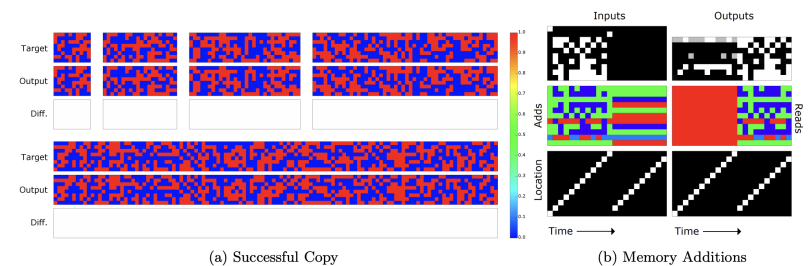 Inputs Outputs
Target
Output
Diff.
Target
Output
Diff.
1.0
0.9
0.8
0.7
0.6
0.5
0.4
0.3
0.2
0.1
0.0
Adds
Reads
Location
Time Time
(a) Successful Copy
(b) Memory Additions